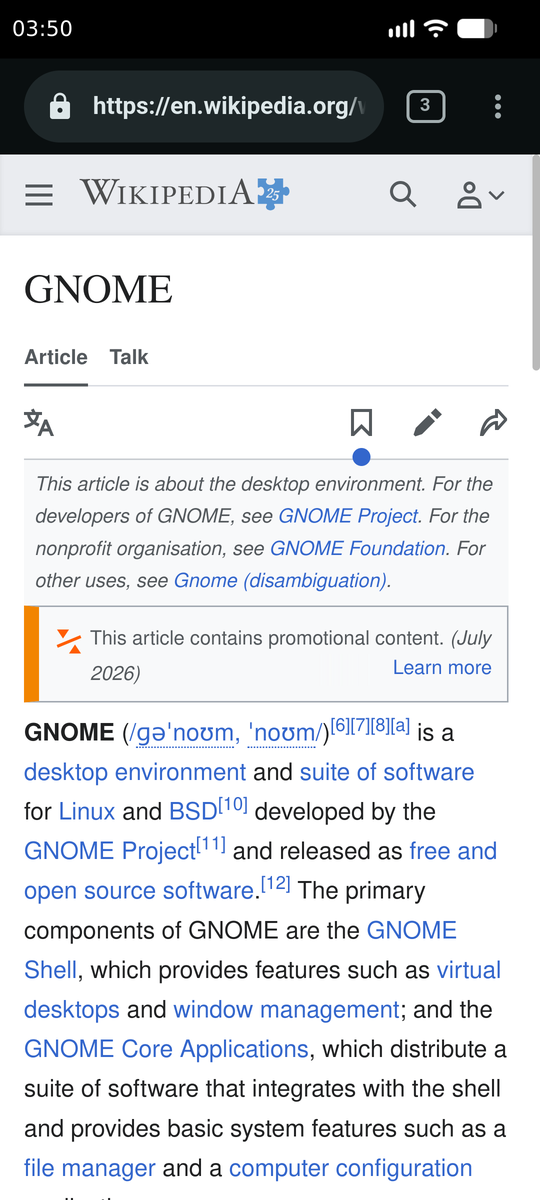 03:50
https://en.wikipedia.org/
3
WIKIPEDIA 25
GNOME
Article Talk
文A
This article is about the desktop environment. For the
developers of GNOME, see GNOME Project. For the
nonprofit organisation, see GNOME Foundation. For
other uses, see Gnome (disambiguation).
This article contains promotional content. (July
2026) Learn more
GNOME (/ɡəˈnoʊm, ˈnoʊm/)[6][7][8][a] is a
desktop environment and suite of software
for Linux and BSD[10] developed by the
GNOME Project[11] and released as free and
open source software.[12] The primary
components of GNOME are the GNOME
Shell, which provides features such as virtual
desktops and window management; and the
GNOME Core Applications, which distribute a
suite of software that integrates with the shell
and provides basic system features such as a
file manager and a computer configuration